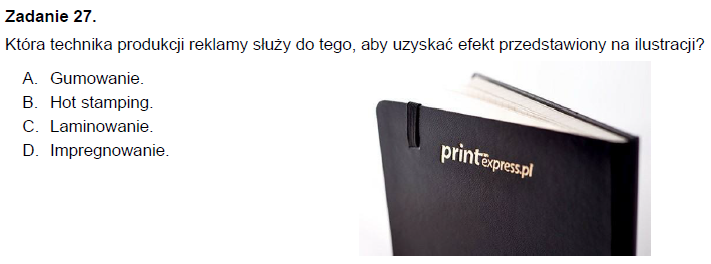 Zadanie 27.
Która technika produkcji reklamy służy do tego, aby uzyskać efekt przedstawiony na ilustracji?
A. Gumowanie.
B. Hot stamping.
C. Laminowanie.
D. Impregnowanie.
printexpress.pl